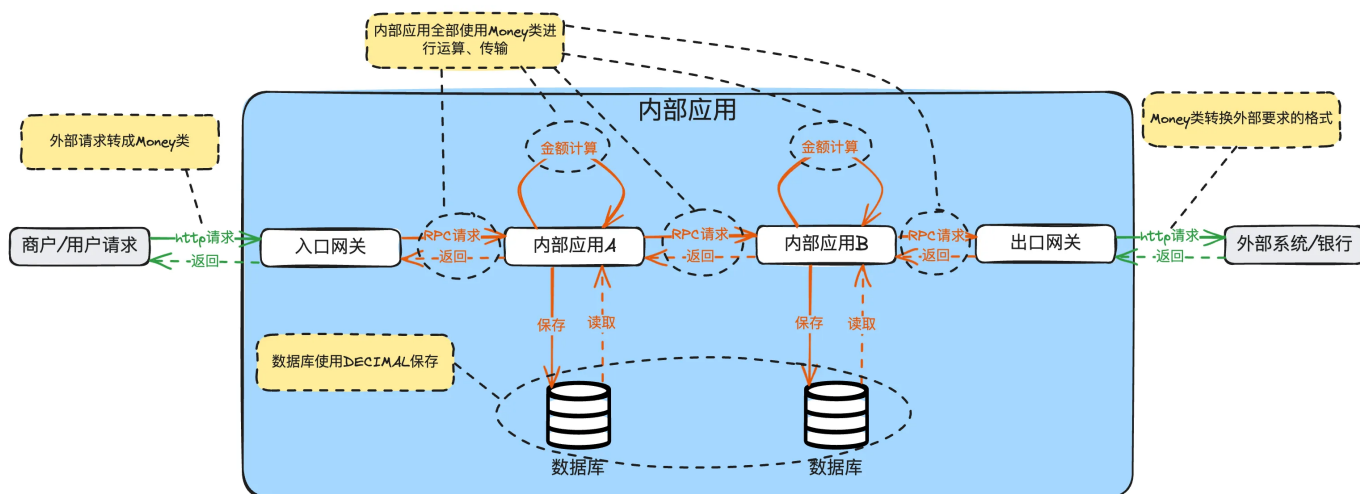 内部应用全部使用Money类进
行运算、传输
内部应用
外部请求转成Money类
Money类转换外部要求的格式
金额计算
金额计算
商户/用户请求
http请求
返回
入口网关
RPC请求
返回
内部应用A
RPC请求
返回
内部应用B
RPC请求
返回
出口网关
http请求
返回
外部系统/银行
保存
读取
保存
读取
数据库使用DECIMAL保存
数据库
数据库